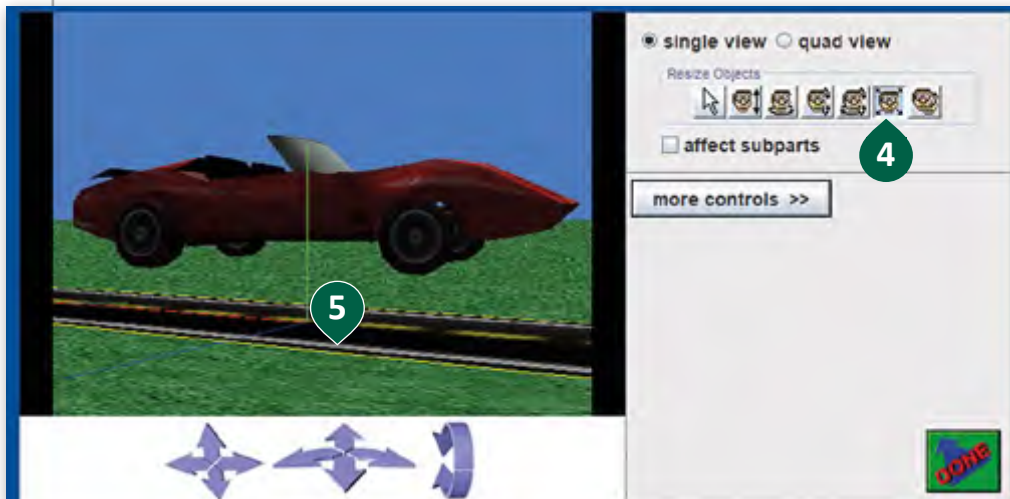 single view quad view
Resize Objects
affect subparts
4
more controls >>
5
DONE